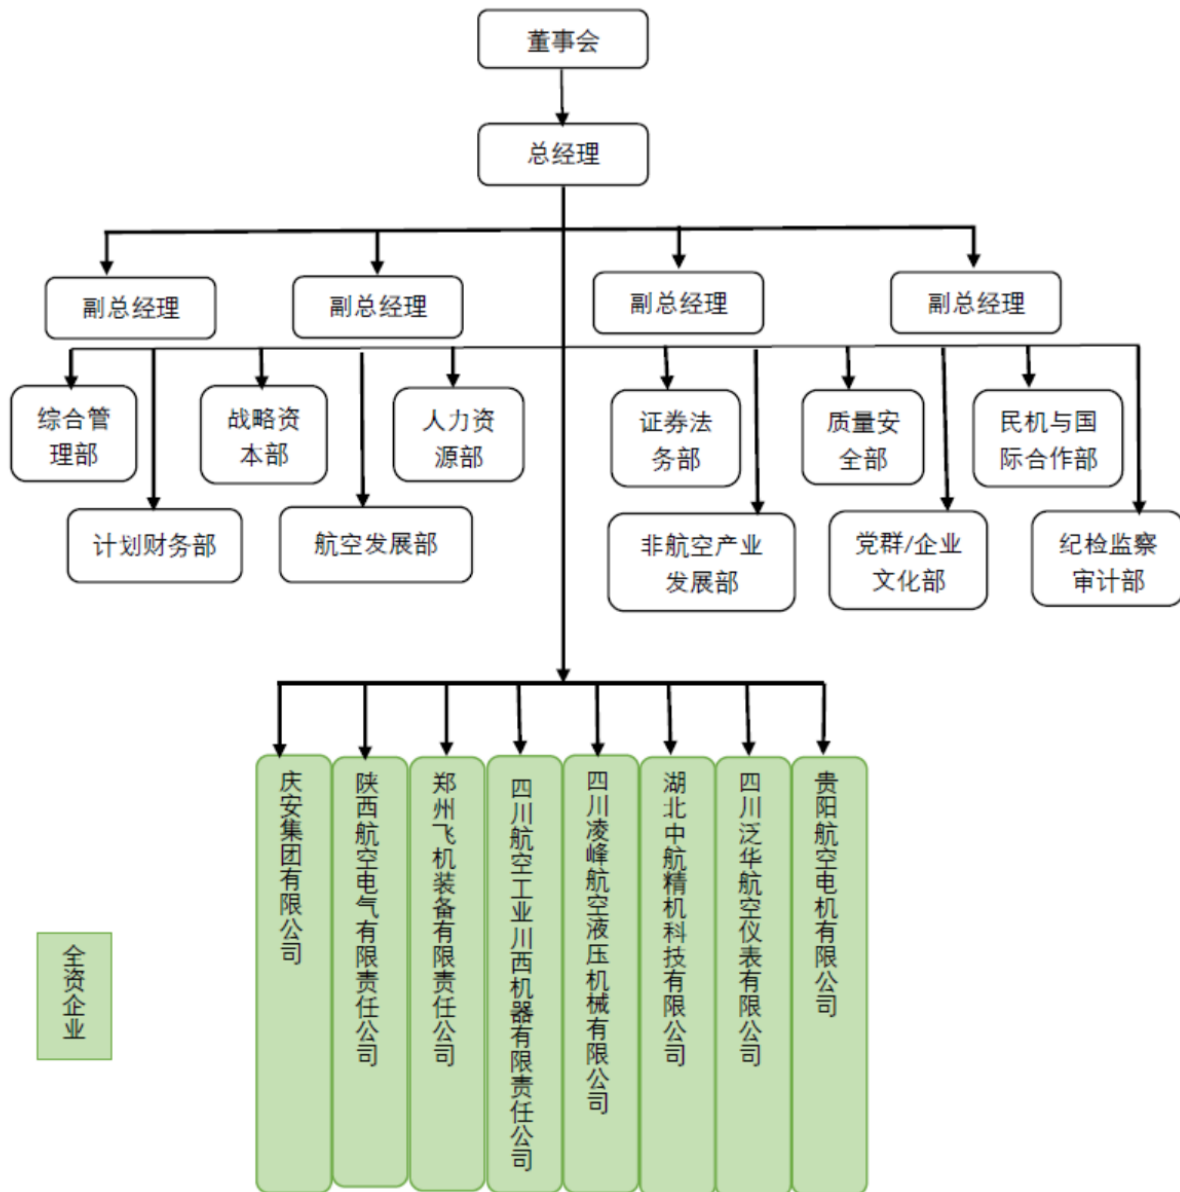 董事会
总经理
副总经理
副总经理
副总经理
副总经理
综合管
理部
战略资
本部
人力资
源部
证券法
务部
质量安
全部
民机与国
际合作部
计划财务部
航空发展部
非航空产业
发展部
党群/企业
文化部
纪检监察
审计部
庆安集团有限公司
陕西航空电气有限责任公司
郑州飞机装备有限责任公司
四川航空工业川西机器有限责任公司
四川凌峰航空液压机械有限公司
湖北中航精机科技有限公司
四川泛华航空仪表有限公司
贵阳航空电机有限公司
全资企业